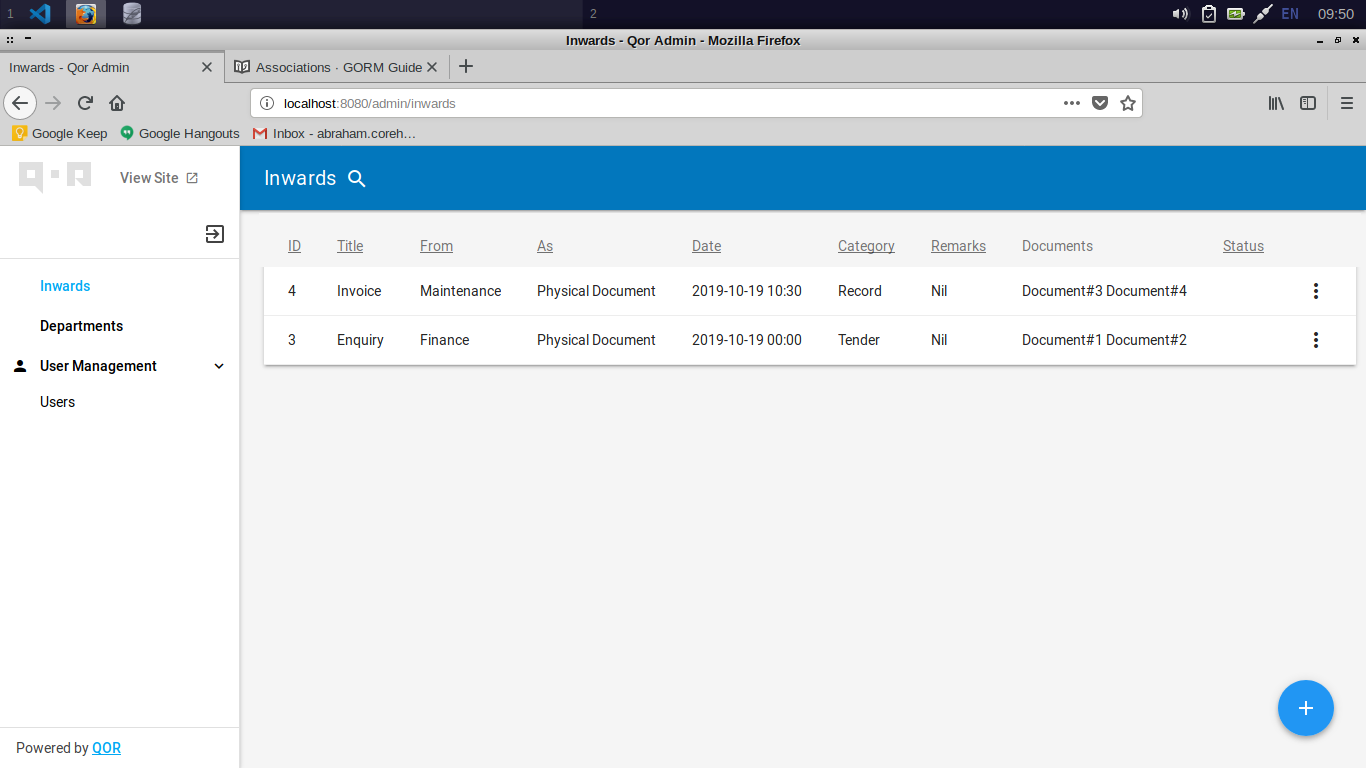 1 2 EN 09:50
Inwards - Qor Admin - Mozilla Firefox
Inwards - Qor Admin Associations · GORM Guide
localhost:8080/admin/inwards
Google Keep Google Hangouts Inbox - abraham.coreh…
View Site
Inwards
Departments
User Management
Users
Powered by QOR
Inwards
ID Title From As Date Category Remarks Documents Status
4 Invoice Maintenance Physical Document 2019-10-19 10:30 Record Nil Document#3 Document#4
3 Enquiry Finance Physical Document 2019-10-19 00:00 Tender Nil Document#1 Document#2